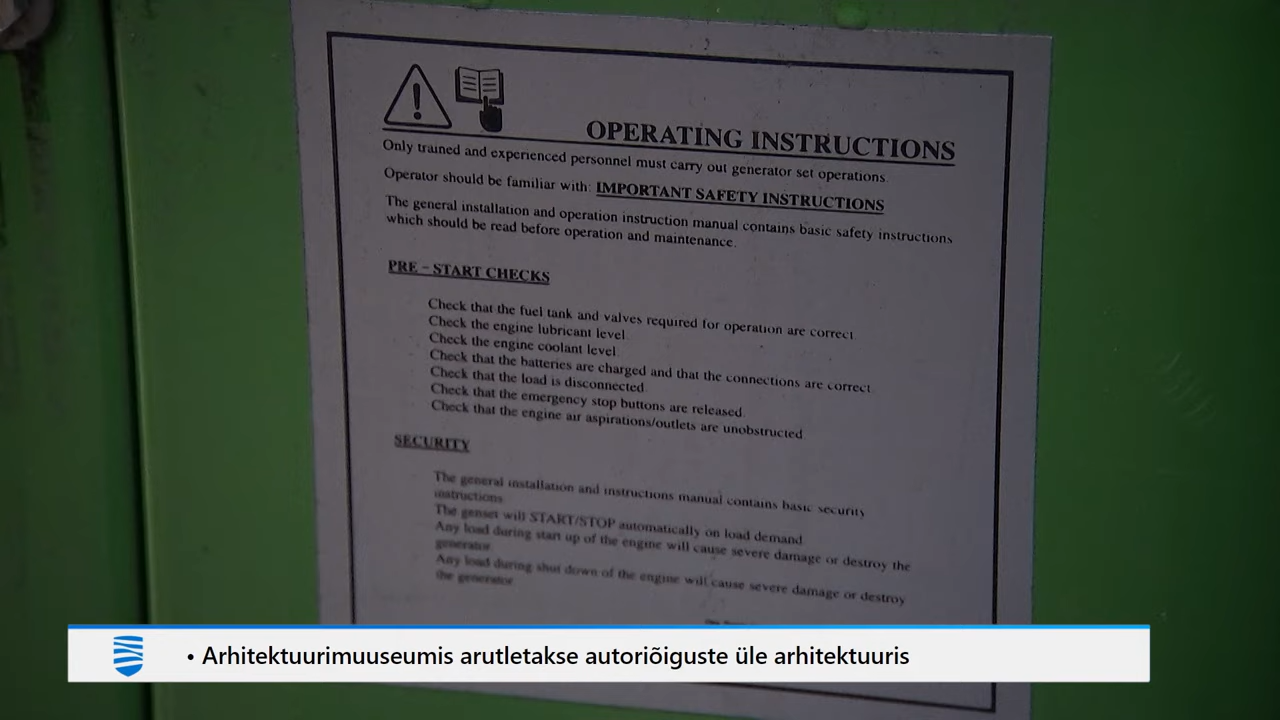 OPERATING INSTRUCTIONS
Only trained and experienced personnel must carry out generator set operations.
Operator should be familiar with: IMPORTANT SAFETY INSTRUCTIONS
The general installation and operation instruction manual contains basic safety instructions
which should be read before operation and maintenance.
PRE – START CHECKS
Check that the fuel tank and valves required for operation are correct
Check the engine lubricant level
Check the engine coolant level
Check that the batteries are charged and that the connections are correct
Check that the load is disconnected
Check that the emergency stop buttons are released.
Check that the engine air aspirations/outlets are unobstructed
SECURITY
The general installation and instructions manual contains basic security
instructions
The genset will START/STOP automatically on load demand
Any load during start up of the engine will cause severe damage or destroy the
generator
Any load during shut down of the engine will cause severe damage or destroy
the generator
• Arhitektuurimuuseumis arutletakse autoriõiguste üle arhitektuuris